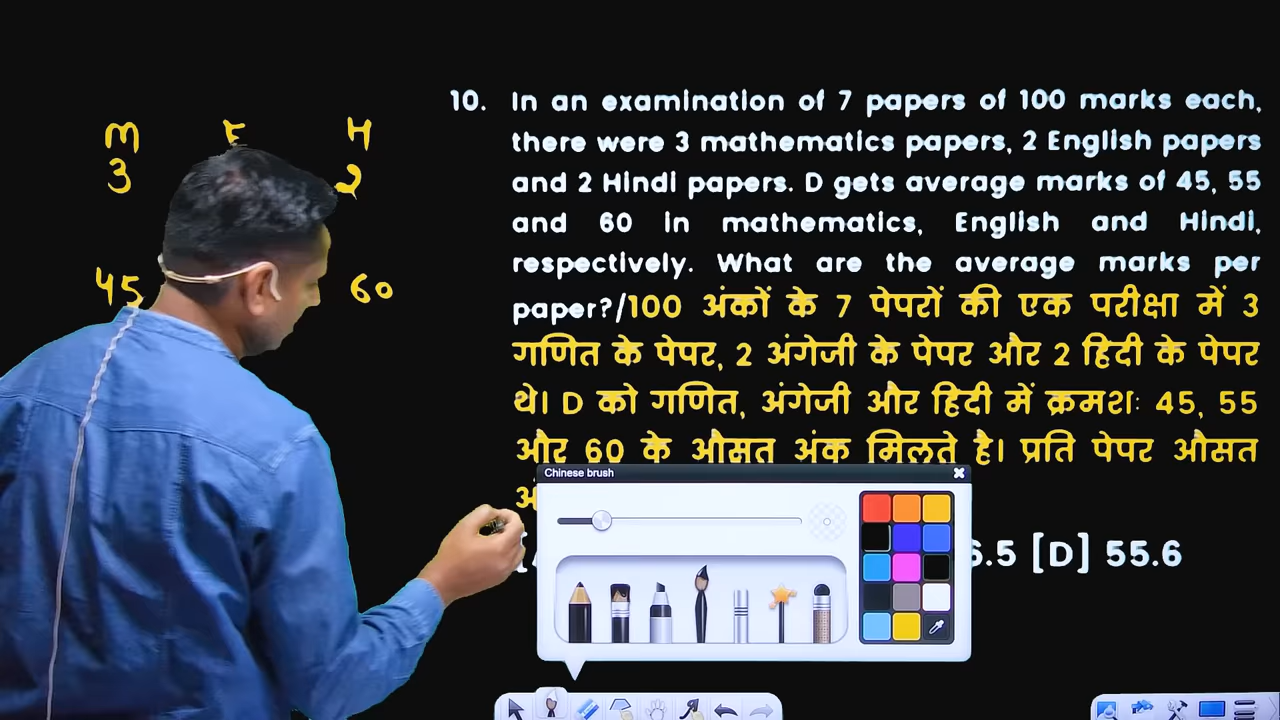 M E H
3 2
45 60
10. In an examination of 7 papers of 100 marks each,
there were 3 mathematics papers, 2 English papers
and 2 Hindi papers. D gets average marks of 45, 55
and 60 in mathematics, English and Hindi,
respectively. What are the average marks per
paper?/100 अंकों के 7 पेपरों की एक परीक्षा में 3
गणित के पेपर, 2 अंगेजी के पेपर और 2 हिदी के पेपर
थे। D को गणित, अंगेजी और हिदी में क्रमशः 45, 55
और 60 के औसत अंक मिलते है। प्रति पेपर औसत
Chinese brush
6.5 [D] 55.6